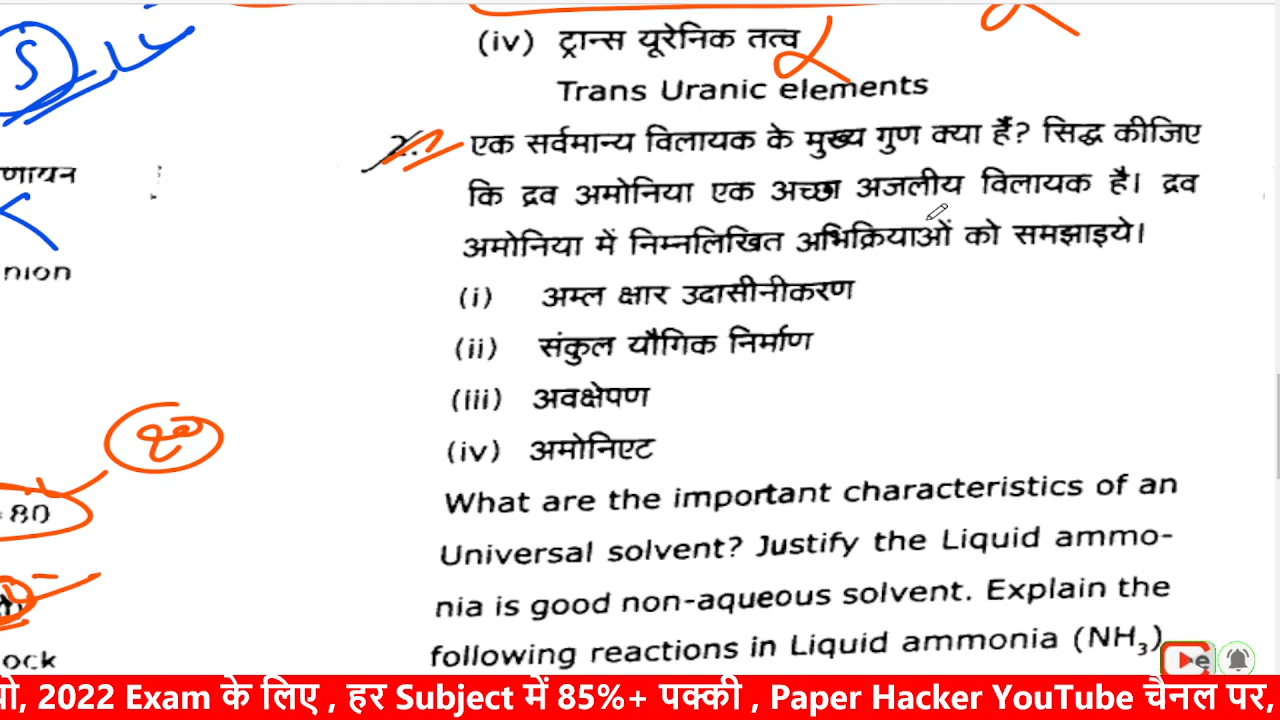 (iv) ट्रान्स यूरेनिक तत्व
Trans Uranic elements
2. एक सर्वमान्य विलायक के मुख्य गुण क्या हैं? सिद्ध कीजिए
कि द्रव अमोनिया एक अच्छा अजलीय विलायक है। द्रव
अमोनिया में निम्नलिखित अभिक्रियाओं को समझाइये।
(i) अम्ल क्षार उदासीनीकरण
(ii) संकुल यौगिक निर्माण
(iii) अवक्षेपण
(iv) अमोनिएट
What are the important characteristics of an
Universal solvent? Justify the Liquid ammo-
nia is good non-aqueous solvent. Explain the
following reactions in Liquid ammonia (NH₃)
णायन
nion
80
=80
ock
यो, 2022 Exam के लिए , हर Subject में 85%+ पक्की , Paper Hacker YouTube चैनल पर,